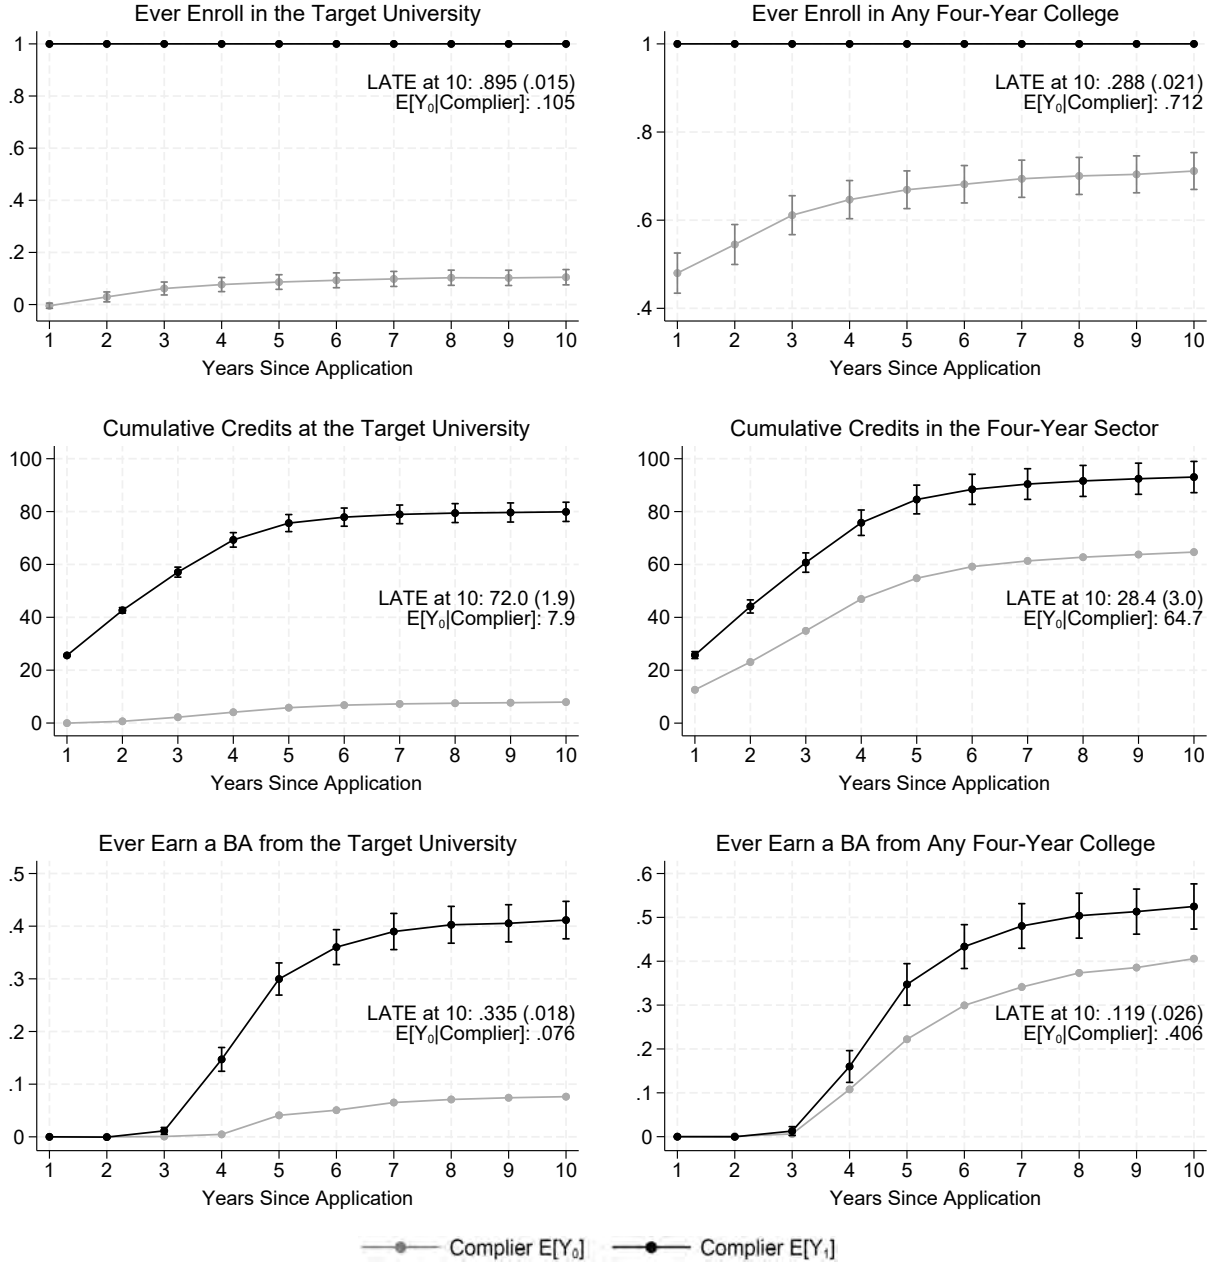 Ever Enroll in the Target University
1
.8
.6
.4
.2
0
LATE at 10: .895 (.015)
E[Y₀|Complier]: .105
1 2 3 4 5 6 7 8 9 10
Years Since Application
Ever Enroll in Any Four-Year College
1
.8
.6
.4
LATE at 10: .288 (.021)
E[Y₀|Complier]: .712
1 2 3 4 5 6 7 8 9 10
Years Since Application
Cumulative Credits at the Target University
100
80
60
40
20
0
LATE at 10: 72.0 (1.9)
E[Y₀|Complier]: 7.9
1 2 3 4 5 6 7 8 9 10
Years Since Application
Cumulative Credits in the Four-Year Sector
100
80
60
40
20
0
LATE at 10: 28.4 (3.0)
E[Y₀|Complier]: 64.7
1 2 3 4 5 6 7 8 9 10
Years Since Application
Ever Earn a BA from the Target University
.5
.4
.3
.2
.1
0
LATE at 10: .335 (.018)
E[Y₀|Complier]: .076
1 2 3 4 5 6 7 8 9 10
Years Since Application
Ever Earn a BA from Any Four-Year College
.6
.5
.4
.3
.2
.1
0
LATE at 10: .119 (.026)
E[Y₀|Complier]: .406
1 2 3 4 5 6 7 8 9 10
Years Since Application
Complier E[Y₀] Complier E[Y₁]